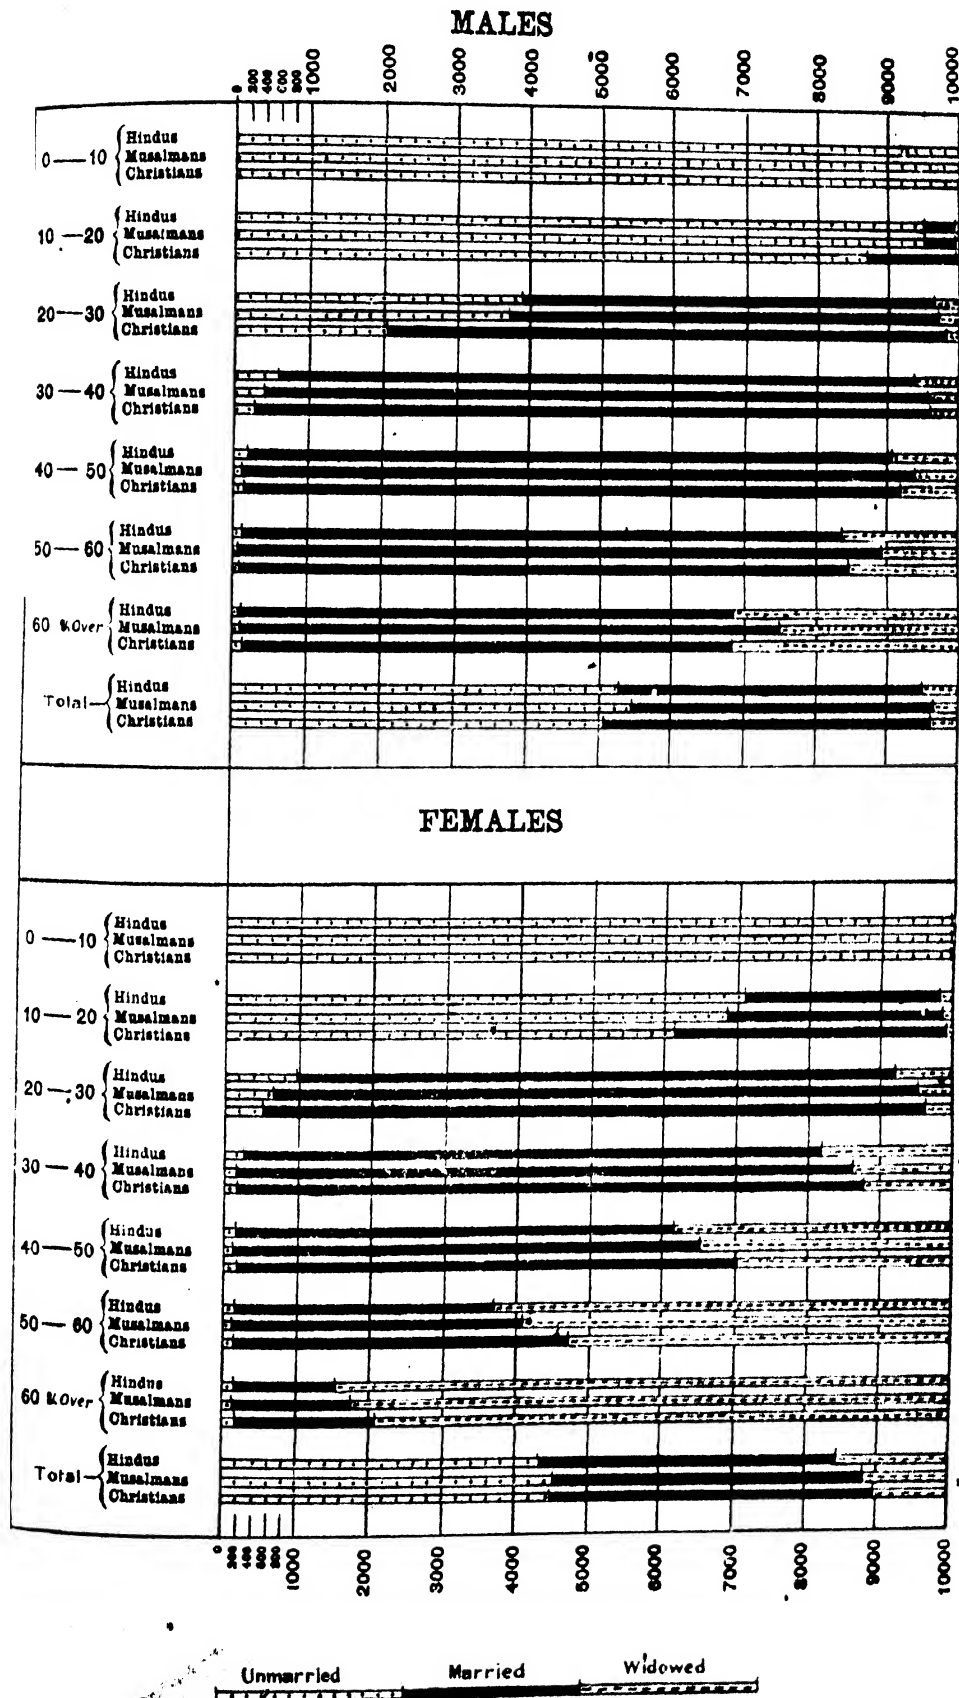 MALES
0 200 400 600 800 1000 2000 3000 4000 5000 6000 7000 8000 9000 10000
0—10 Hindus
Musalmans
Christians
10—20 Hindus
Musalmans
Christians
20—30 Hindus
Musalmans
Christians
30—40 Hindus
Musalmans
Christians
40—50 Hindus
Musalmans
Christians
50—60 Hindus
Musalmans
Christians
60 & Over Hindus
Musalmans
Christians
Total Hindus
Musalmans
Christians
FEMALES
0—10 Hindus
Musalmans
Christians
10—20 Hindus
Musalmans
Christians
20—30 Hindus
Musalmans
Christians
30—40 Hindus
Musalmans
Christians
40—50 Hindus
Musalmans
Christians
50—60 Hindus
Musalmans
Christians
60 & Over Hindus
Musalmans
Christians
Total Hindus
Musalmans
Christians
0 200 400 600 800 1000 2000 3000 4000 5000 6000 7000 8000 9000 10000
Unmarried Married Widowed